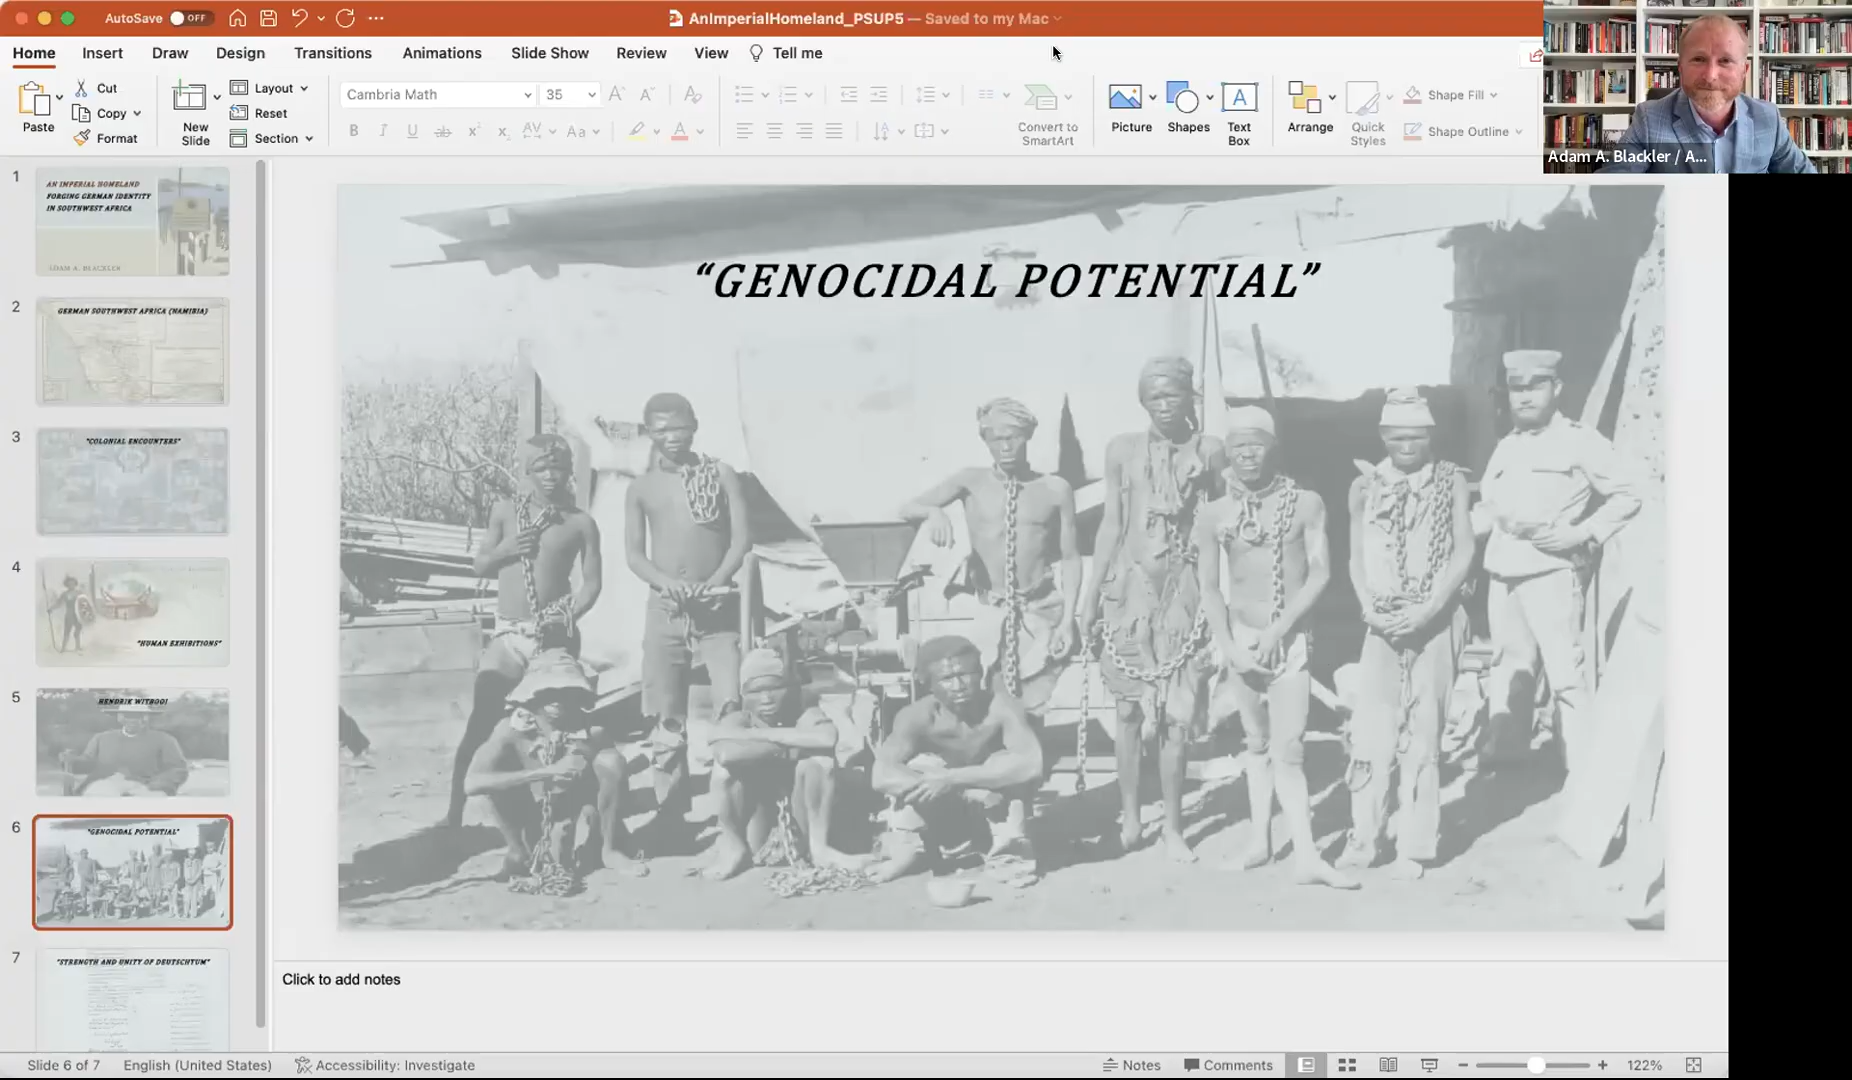 AutoSave OFF
AnImperialHomeland_PSUP5 — Saved to my Mac
Home Insert Draw Design Transitions Animations Slide Show Review View Tell me
Paste
Cut
Copy
Format
New Slide
Layout
Reset
Section
Cambria Math 35
Convert to SmartArt
Picture
Shapes
Text Box
Arrange
Quick Styles
Shape Fill
Shape Outline
Adam A. Blackler / A...
1
AN IMPERIAL HOMELAND
FORGING GERMAN IDENTITY
IN SOUTHWEST AFRICA
ADAM A. BLACKLER
2
GERMAN SOUTHWEST AFRICA (NAMIBIA)
3
"COLONIAL ENCOUNTERS"
4
"HUMAN EXHIBITIONS"
5
HENDRIK WITBOOI
6
"GENOCIDAL POTENTIAL"
7
"STRENGTH AND UNITY OF DEUTSCHTUM"
“GENOCIDAL POTENTIAL”
Click to add notes
Slide 6 of 7 English (United States) Accessibility: Investigate Notes Comments 122%